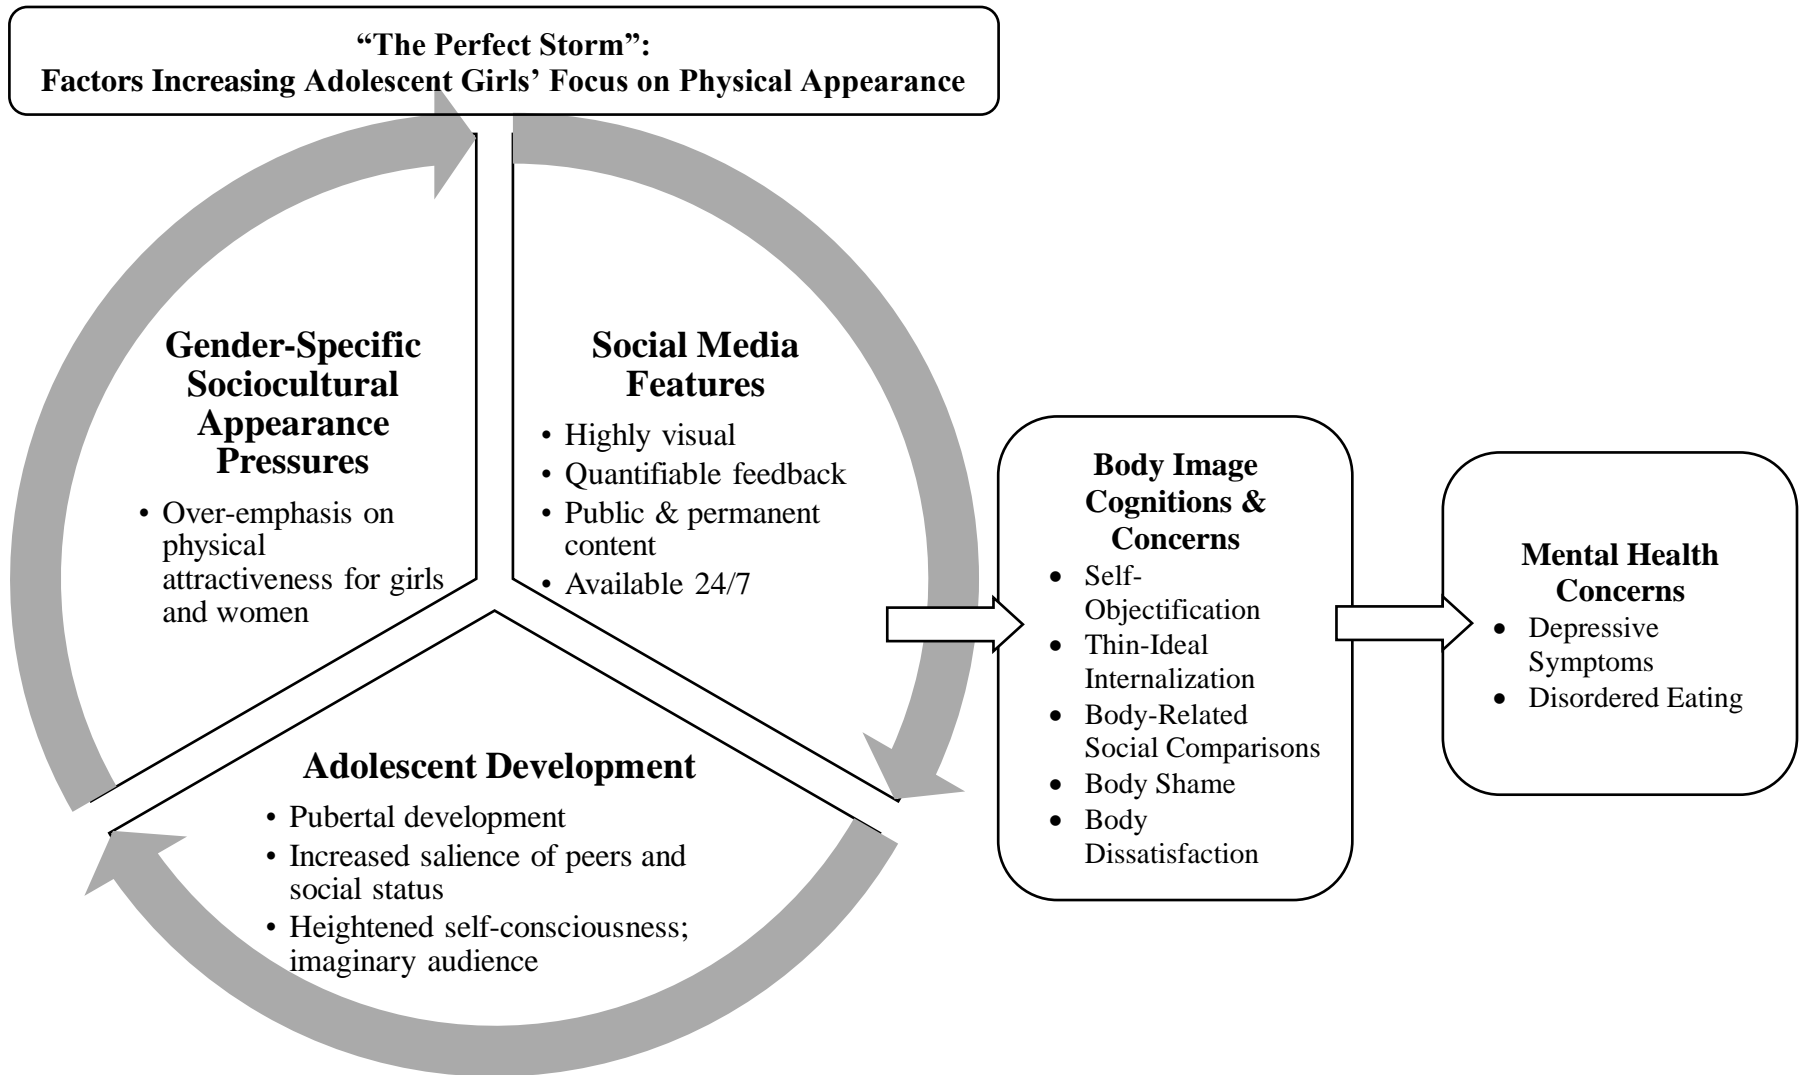 “The Perfect Storm”:
Factors Increasing Adolescent Girls’ Focus on Physical Appearance
Gender-Specific
Sociocultural
Appearance
Pressures
• Over-emphasis on
physical
attractiveness for girls
and women
Social Media
Features
• Highly visual
• Quantifiable feedback
• Public & permanent
content
• Available 24/7
Adolescent Development
• Pubertal development
• Increased salience of peers and
social status
• Heightened self-consciousness;
imaginary audience
Body Image
Cognitions &
Concerns
• Self-
Objectification
• Thin-Ideal
Internalization
• Body-Related
Social Comparisons
• Body Shame
• Body
Dissatisfaction
Mental Health
Concerns
• Depressive
Symptoms
• Disordered Eating